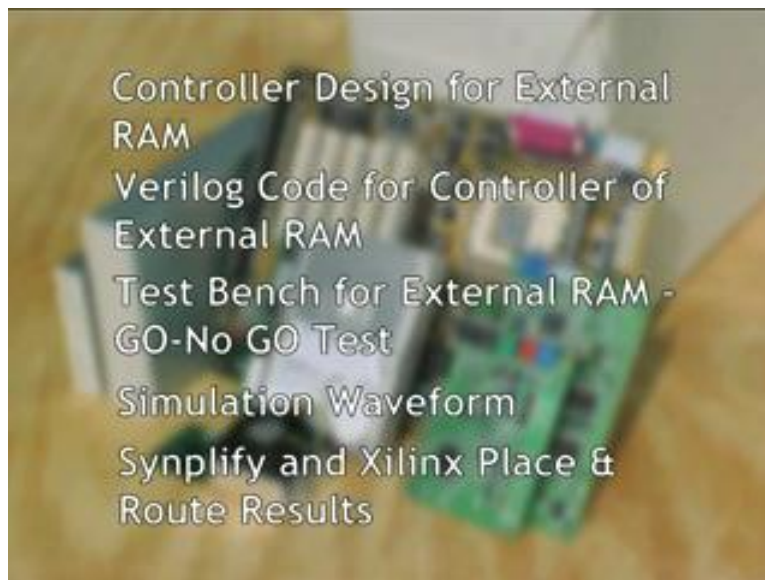 Controller Design for External
RAM
Verilog Code for Controller of
External RAM
Test Bench for External RAM -
GO-No GO Test
Simulation Waveform
Synplify and Xilinx Place &
Route Results